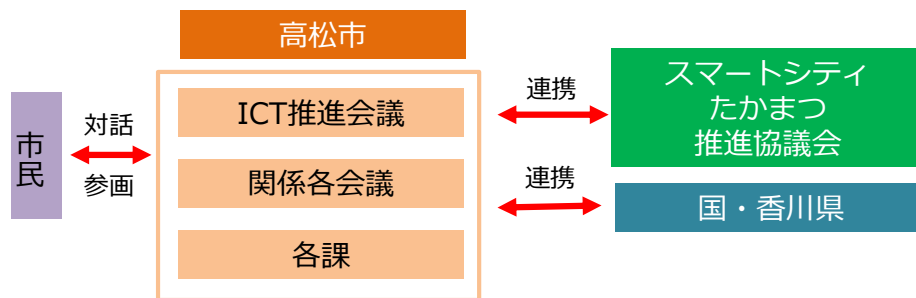 高松市
市民
対話
参画
ICT推進会議
関係各会議
各課
連携
連携
スマートシティ
たかまつ
推進協議会
国・香川県